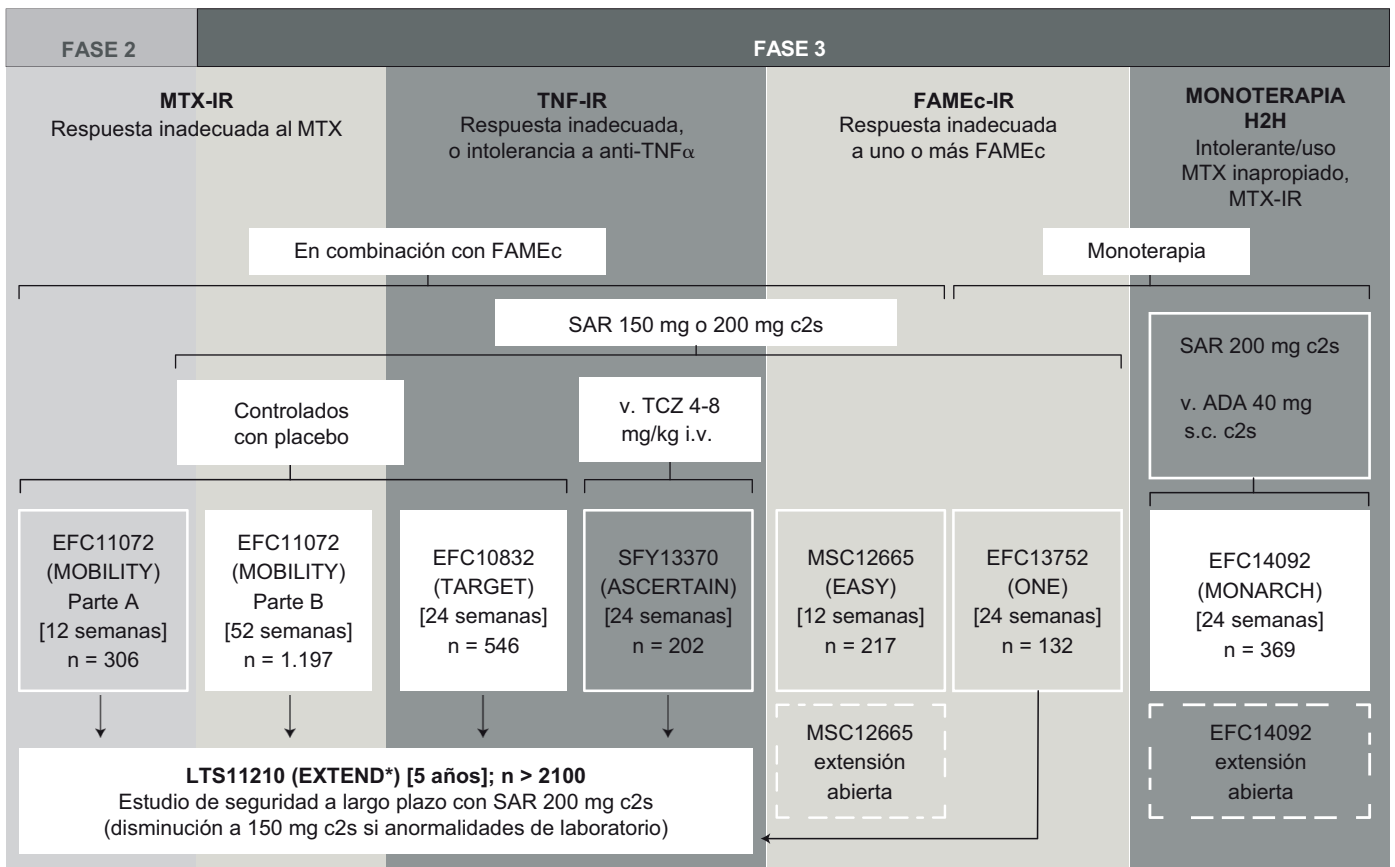 FASE 2
FASE 3
MTX-IR
Respuesta inadecuada al MTX
TNF-IR
Respuesta inadecuada,
o intolerancia a anti-TNFα
FAMEc-IR
Respuesta inadecuada
a uno o más FAMEc
MONOTERAPIA
H2H
Intolerante/uso
MTX inapropiado,
MTX-IR
En combinación con FAMEc
Monoterapia
SAR 150 mg o 200 mg c2s
SAR 200 mg c2s
v. ADA 40 mg
s.c. c2s
Controlados
con placebo
v. TCZ 4-8
mg/kg i.v.
EFC11072
(MOBILITY)
Parte A
[12 semanas]
n = 306
EFC11072
(MOBILITY)
Parte B
[52 semanas]
n = 1.197
EFC10832
(TARGET)
[24 semanas]
n = 546
SFY13370
(ASCERTAIN)
[24 semanas]
n = 202
MSC12665
(EASY)
[12 semanas]
n = 217
EFC13752
(ONE)
[24 semanas]
n = 132
EFC14092
(MONARCH)
[24 semanas]
n = 369
LTS11210 (EXTEND*) [5 años]; n > 2100
Estudio de seguridad a largo plazo con SAR 200 mg c2s
(disminución a 150 mg c2s si anormalidades de laboratorio)
MSC12665
extensión
abierta
EFC14092
extensión
abierta